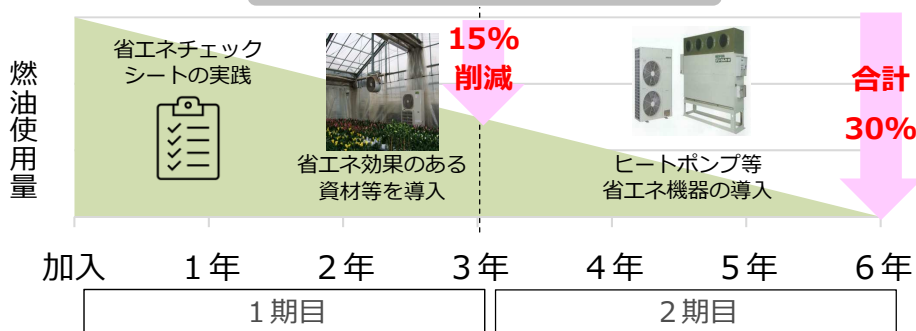 省エネチェック
シートの実践
15%
削減
合計
30%
燃油使用量
省エネ効果のある
資材等を導入
ヒートポンプ等
省エネ機器の導入
加入
1年
2年
3年
4年
5年
6年
1期目
2期目